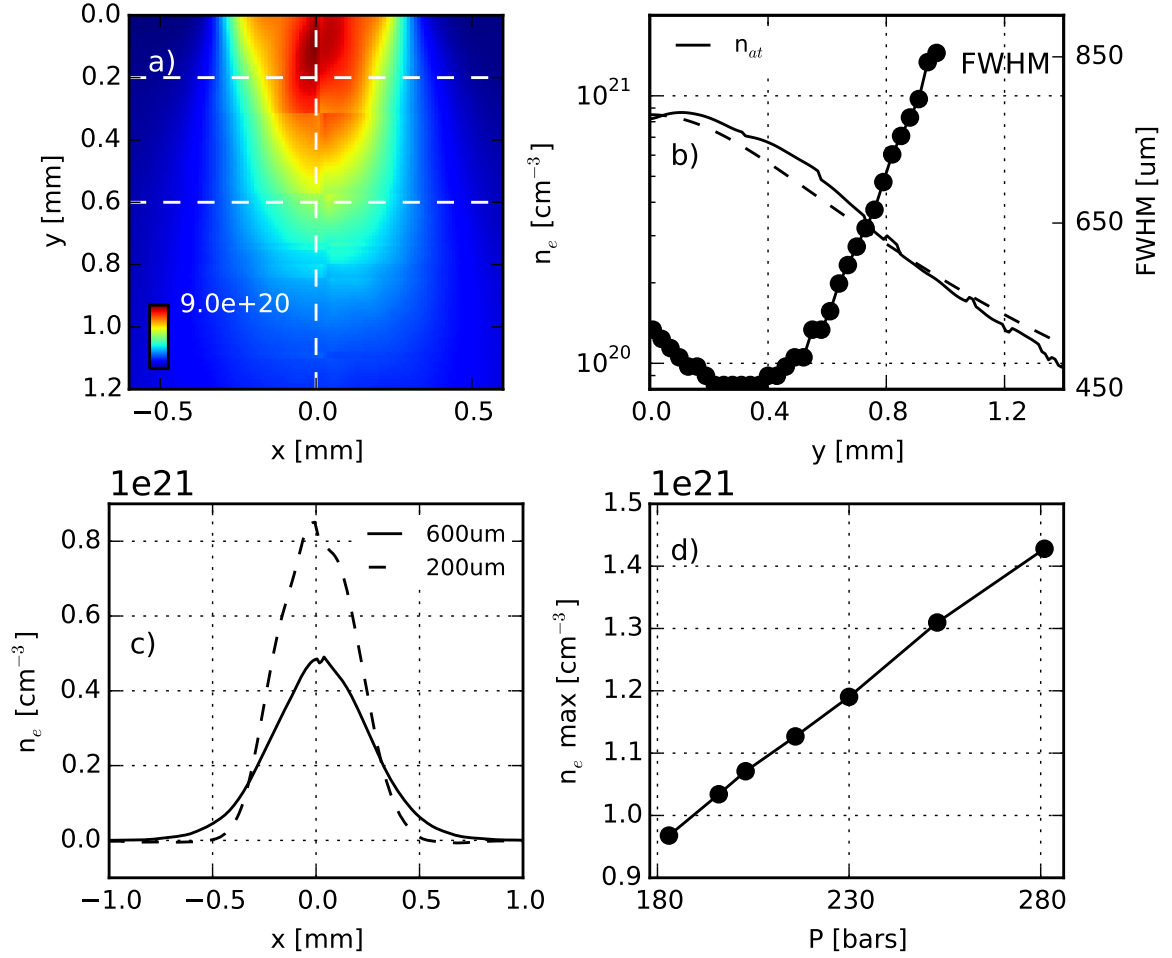 0.0
0.2
0.4
0.6
0.8
1.0
1.2
y [mm]
a)
9.0e+20
−0.5
0.0
0.5
x [mm]
n_{at}
FWHM
b)
10^{21}
10^{20}
n_e [cm^{−3}]
850
650
450
FWHM [um]
0.0
0.4
0.8
1.2
y [mm]
1e21
0.8
0.6
0.4
0.2
0.0
n_e [cm^{−3}]
c)
600um
200um
−1.0
−0.5
0.0
0.5
1.0
x [mm]
1e21
1.5
1.4
1.3
1.2
1.1
1.0
0.9
n_e max [cm^{−3}]
d)
180
230
280
P [bars]